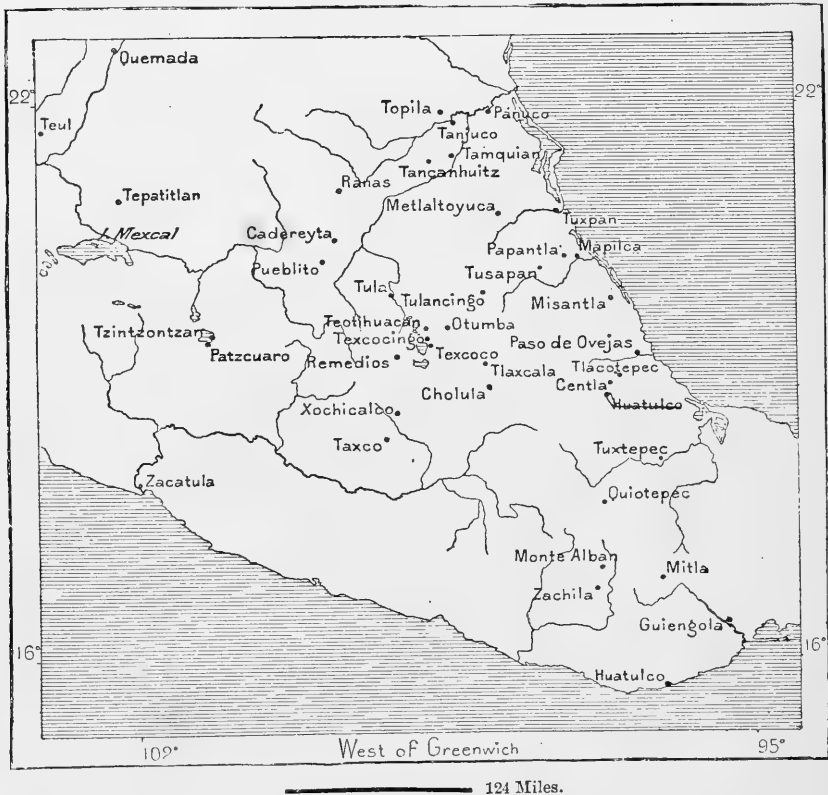 Quemada
22°
22°
Topila
Pánuco
Teul
Tanjuco
Tamquian
Tancanhuitz
Ranas
Tepatitlan
Metlaltoyuca
Tuxpan
l. Mexcal
Cadereyta
Papantla
Mapilca
Pueblito
Tusapan
Tula
Tulancingo
Misantla
Teotihuacán
Otumba
Tzintzontzan
Texcocingo
Paso de Ovejas
Patzcuaro
Texcoco
Remedios
Tlaxcala
Tlacotepec
Cholula
Centla
Huatulco
Xochicalco
Taxco
Tuxtepec
Zacatula
Quiotepec
Monte Alban
Mitla
Zachila
Guiengola
16°
16°
Huatulco
102°
West of Greenwich
95°
124 Miles.